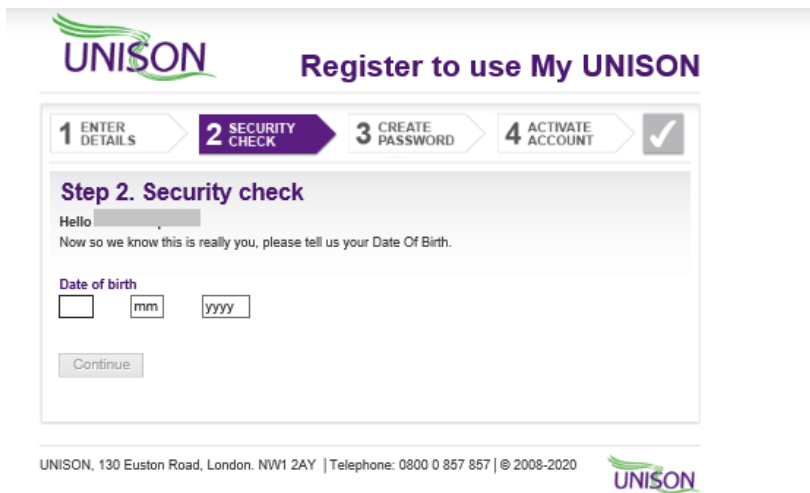 UNISON
Register to use My UNISON
1 ENTER DETAILS
2 SECURITY CHECK
3 CREATE PASSWORD
4 ACTIVATE ACCOUNT
Step 2. Security check
Hello
Now so we know this is really you, please tell us your Date Of Birth.
Date of birth
mm yyyy
Continue
UNISON, 130 Euston Road, London. NW1 2AY | Telephone: 0800 0 857 857 | © 2008-2020
UNISON